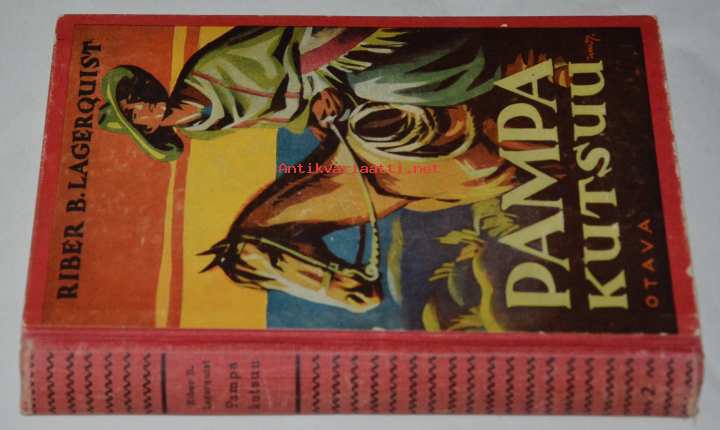 RIBER B. LAGERQUIST
PAMPA
KUTSUU
OTAVA
Antikvariaatti.net
Riber B.
Lagerquist
Pampa
kutsuu
2